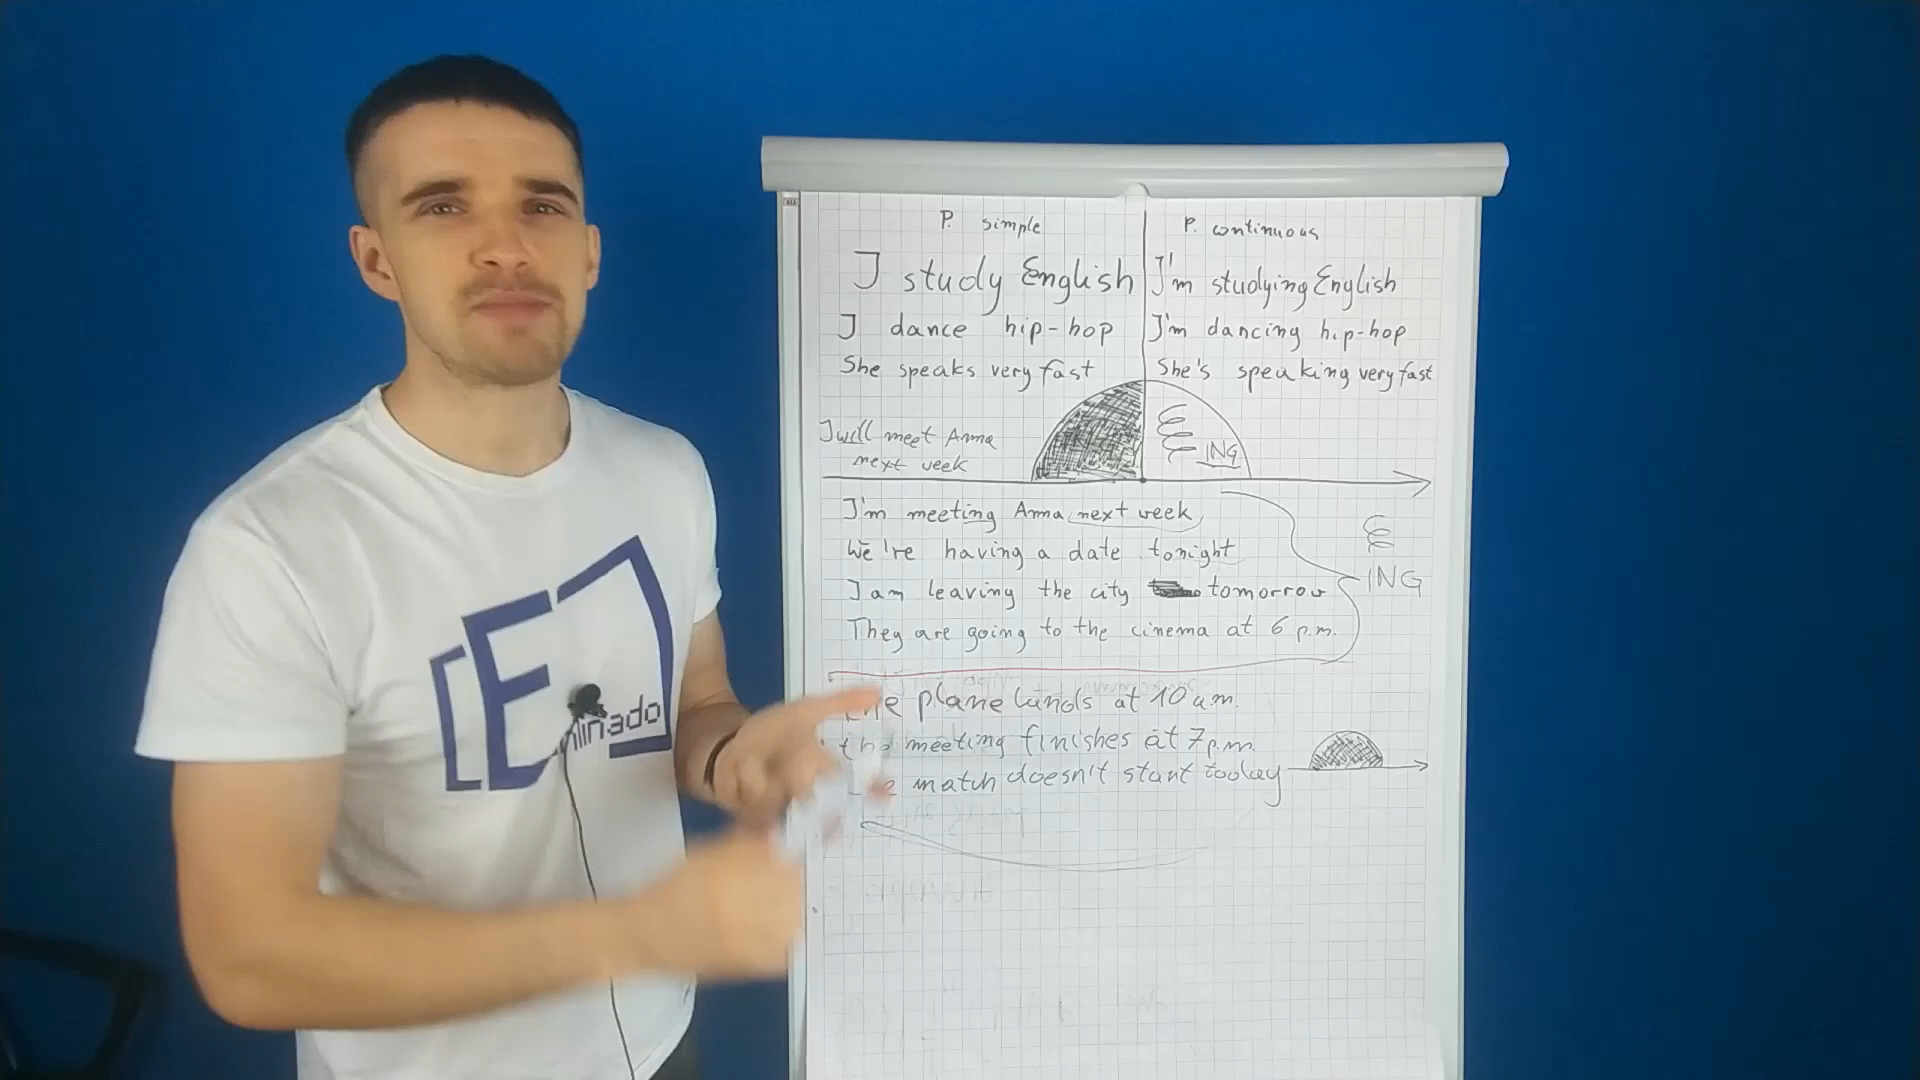 P. simple
P. continuous
I study English
I'm studying English
I dance hip-hop
I'm dancing hip-hop
She speaks very fast
She's speaking very fast
I will meet Anna
next week
ING
I'm meeting Anna next week
We're having a date tonight
I am leaving the city tomorrow
They are going to the cinema at 6 p.m.
ING
plane lands at 10 a.m.
the meeting finishes at 7 p.m.
match doesn't start today
E
nlinado